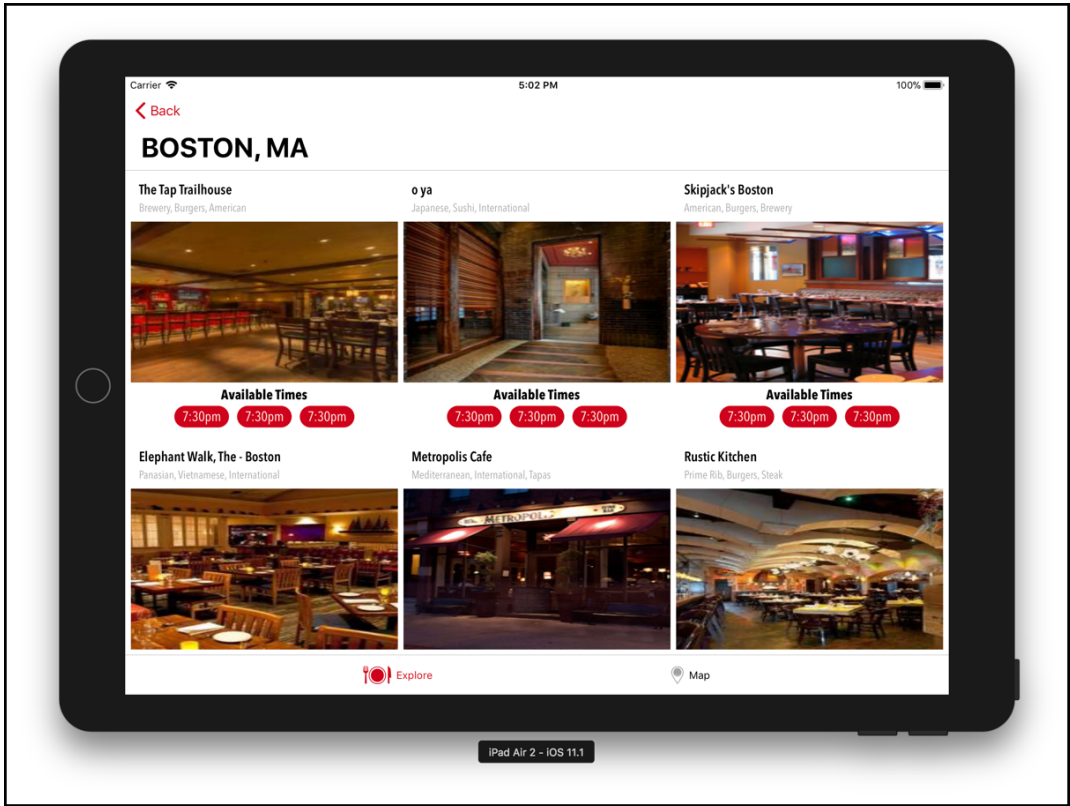 Carrier 5:02 PM 100%
Back
BOSTON, MA
The Tap Trailhouse
Brewery, Burgers, American
o ya
Japanese, Sushi, International
Skipjack's Boston
American, Burgers, Brewery
Available Times
7:30pm 7:30pm 7:30pm
Available Times
7:30pm 7:30pm 7:30pm
Available Times
7:30pm 7:30pm 7:30pm
Elephant Walk, The - Boston
Panasian, Vietnamese, International
Metropolis Cafe
Mediterranean, International, Tapas
Rustic Kitchen
Prime Rib, Burgers, Steak
METROPOL
Explore
Map
iPad Air 2 - iOS 11.1